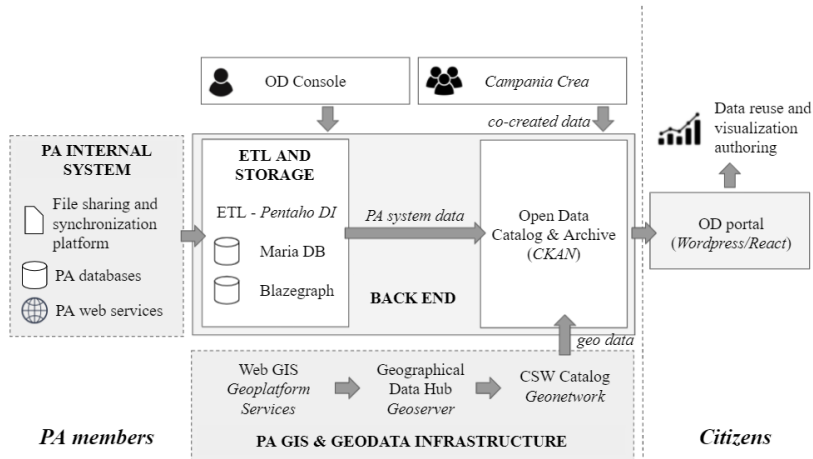 OD Console
Campania Crea
co-created data
Data reuse and
visualization
authoring
PA INTERNAL
SYSTEM
File sharing and
synchronization
platform
PA databases
PA web services
ETL AND
STORAGE
ETL - Pentaho DI
Maria DB
Blazegraph
PA system data
BACK END
Open Data
Catalog & Archive
(CKAN)
OD portal
(Wordpress/React)
geo data
Web GIS
Geoplatform
Services
Geographical
Data Hub
Geoserver
CSW Catalog
Geonetwork
PA GIS & GEODATA INFRASTRUCTURE
PA members
Citizens